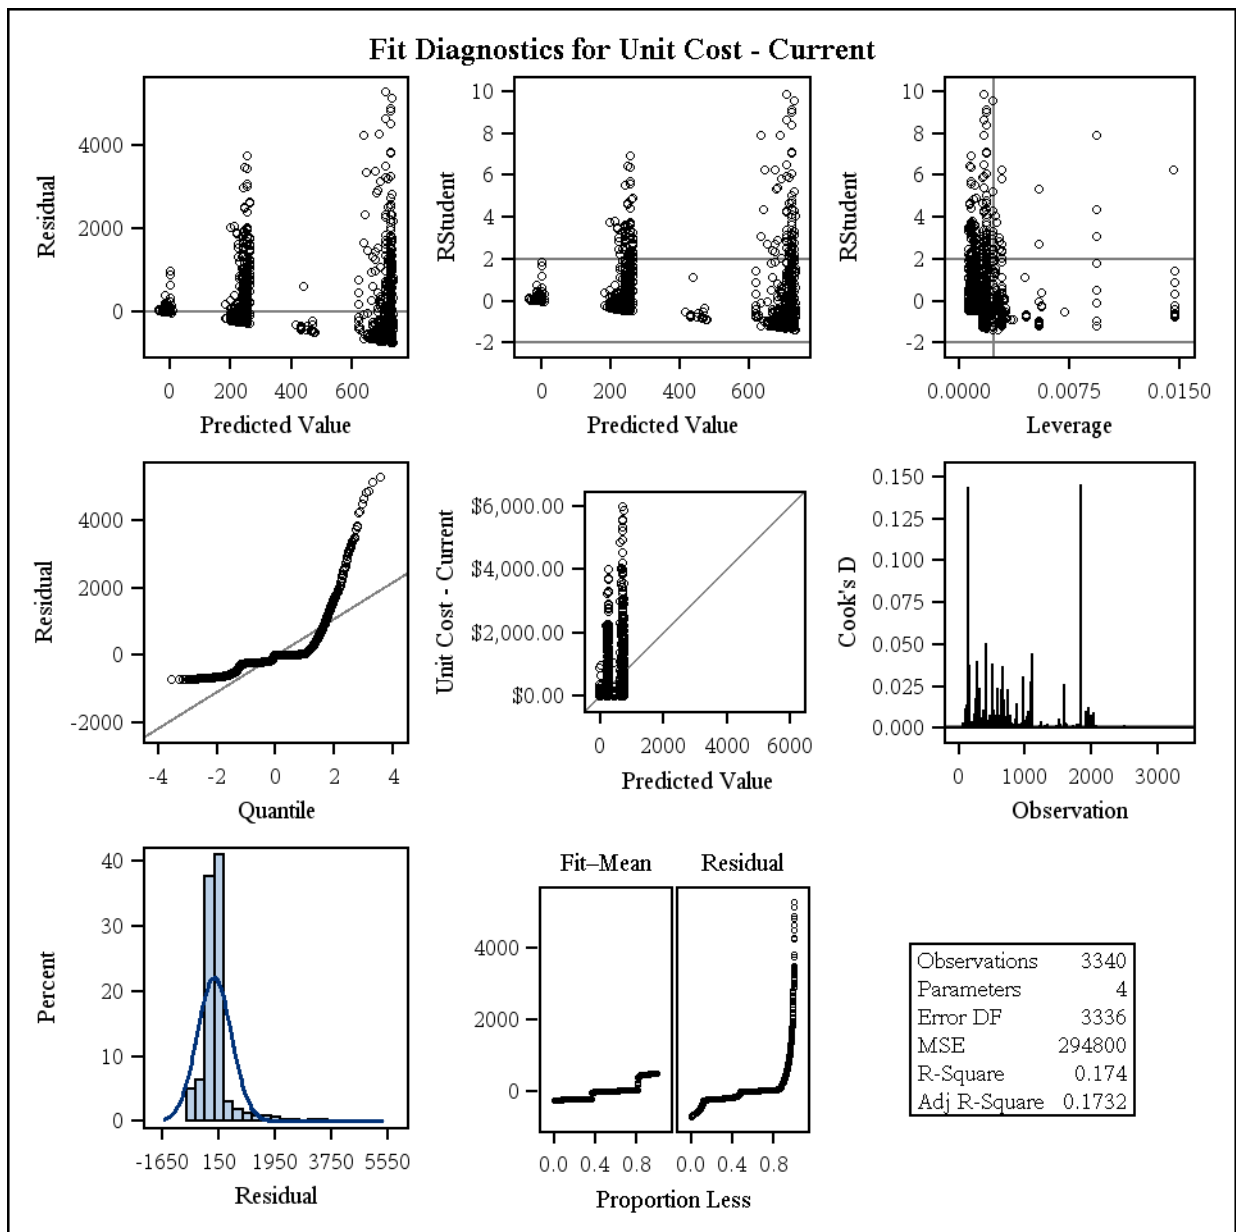 Fit Diagnostics for Unit Cost - Current
Residual
4000
2000
0
0 200 400 600
Predicted Value
RStudent
10
8
6
4
2
0
-2
0 200 400 600
Predicted Value
RStudent
10
8
6
4
2
0
-2
0.0000 0.0075 0.0150
Leverage
Residual
4000
2000
0
-2000
-4 -2 0 2 4
Quantile
Unit Cost - Current
$6,000.00
$4,000.00
$2,000.00
$0.00
0 2000 4000 6000
Predicted Value
Cook's D
0.150
0.125
0.100
0.075
0.050
0.025
0.000
0 1000 2000 3000
Observation
Percent
40
30
20
10
0
-1650 150 1950 3750 5550
Residual
Fit–Mean Residual
4000
2000
0
0.0 0.4 0.8 0.0 0.4 0.8
Proportion Less
Observations 3340
Parameters 4
Error DF 3336
MSE 294800
R-Square 0.174
Adj R-Square 0.1732